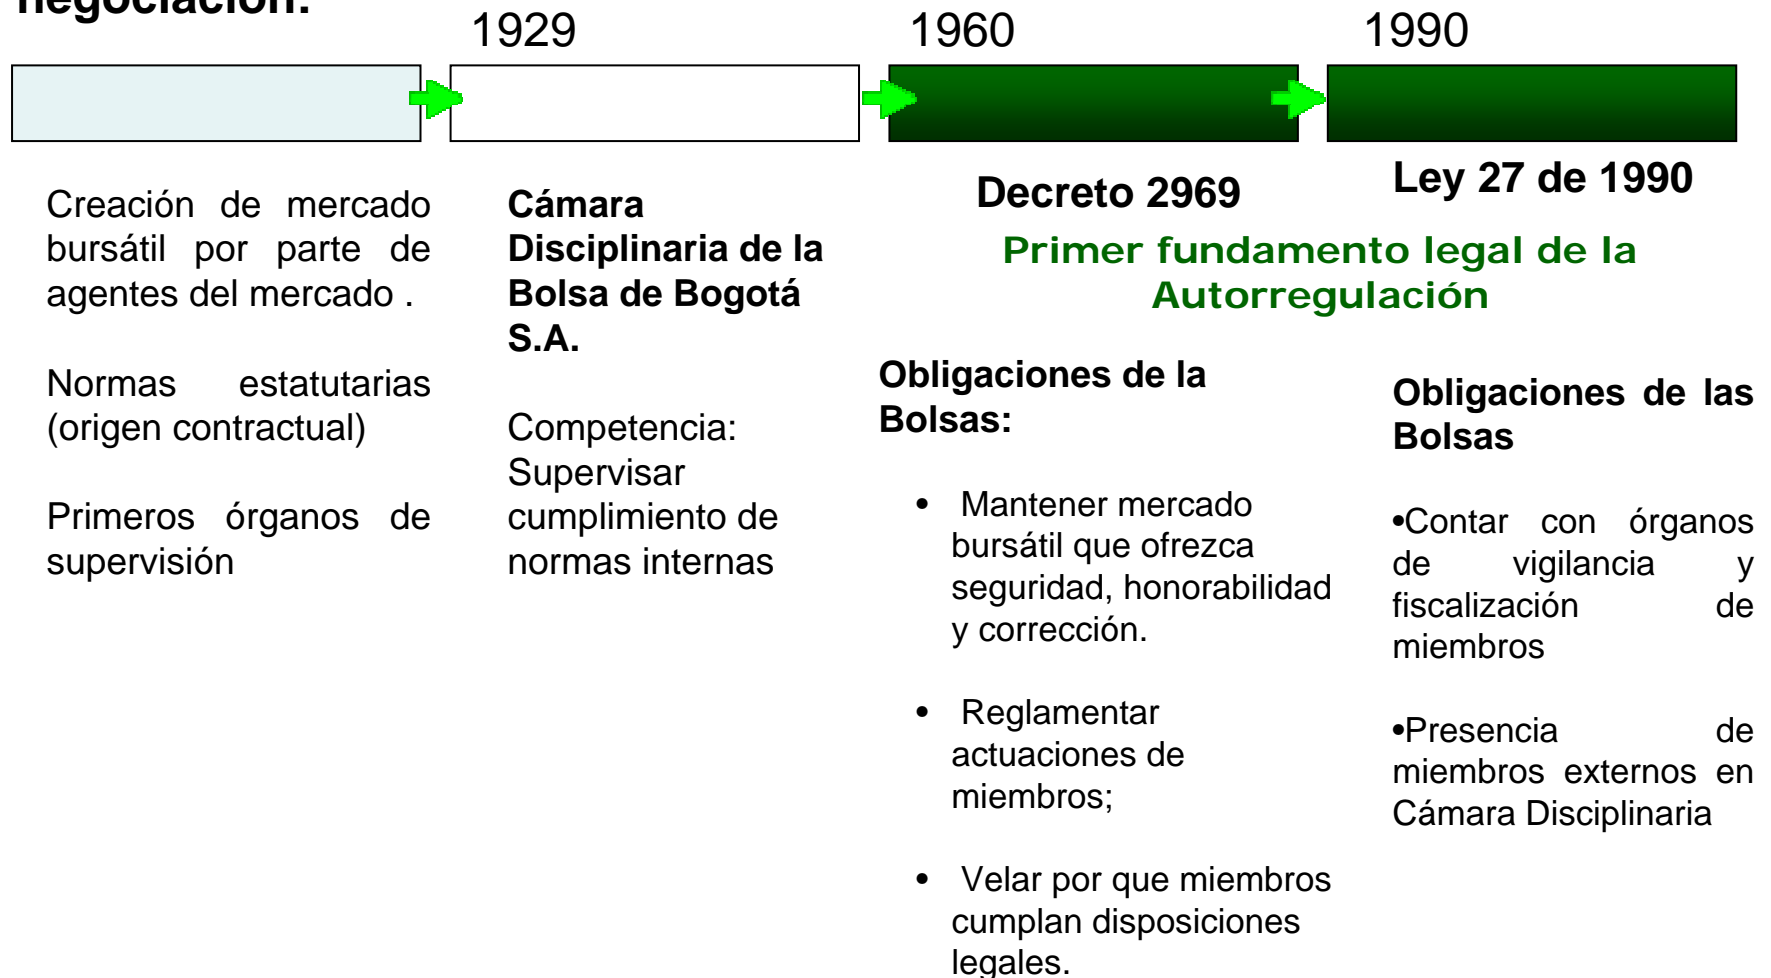 negociación:
1929
1960
1990
Creación de mercado
bursátil por parte de
agentes del mercado .
Normas estatutarias
(origen contractual)
Primeros órganos de
supervisión
Cámara
Disciplinaria de la
Bolsa de Bogotá
S.A.
Competencia:
Supervisar
cumplimiento de
normas internas
Decreto 2969
Ley 27 de 1990
Primer fundamento legal de la
Autorregulación
Obligaciones de la
Bolsas:
• Mantener mercado
bursátil que ofrezca
seguridad, honorabilidad
y corrección.
• Reglamentar
actuaciones de
miembros;
• Velar por que miembros
cumplan disposiciones
legales.
Obligaciones de las
Bolsas
•Contar con órganos
de vigilancia y
fiscalización de
miembros
•Presencia de
miembros externos en
Cámara Disciplinaria